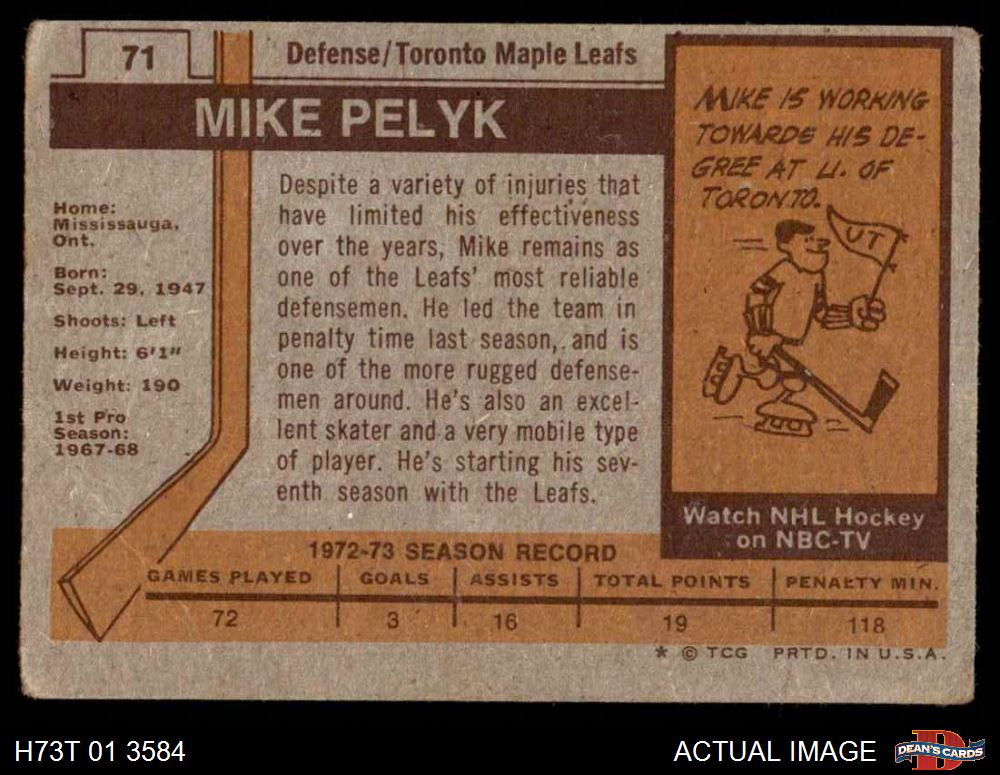 71
Defense/Toronto Maple Leafs
MIKE PELYK
Home:
Mississauga,
Ont.
Born:
Sept. 29, 1947
Shoots: Left
Height: 6'1"
Weight: 190
1st Pro
Season:
1967-68
Despite a variety of injuries that
have limited his effectiveness
over the years, Mike remains as
one of the Leafs' most reliable
defensemen. He led the team in
penalty time last season, and is
one of the more rugged defense-
men around. He's also an excel-
lent skater and a very mobile type
of player. He's starting his sev-
enth season with the Leafs.
MIKE IS WORKING
TOWARDS HIS DE-
GREE AT U. OF
TORONTO.
UT
Watch NHL Hockey
on NBC-TV
1972-73 SEASON RECORD
GAMES PLAYED GOALS ASSISTS TOTAL POINTS PENALTY MIN.
72 3 16 19 118
* © TCG PRTD. IN U.S.A.
H73T 01 3584
ACTUAL IMAGE
D
DEAN'S CARDS